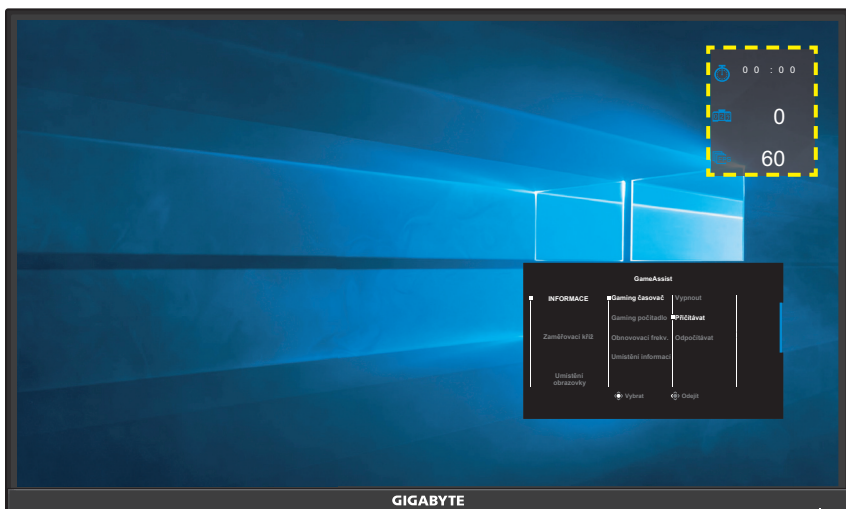 00:00
0
60
GameAssist
INFORMACE Gaming časovač Vypnout
Gaming počítadlo Přičítávat
Zaměřovací kříž Obnovovací frekv. Odpočítávat
Umístění informací
Umístění
obrazovky
Vybrat Odejít
GIGABYTE